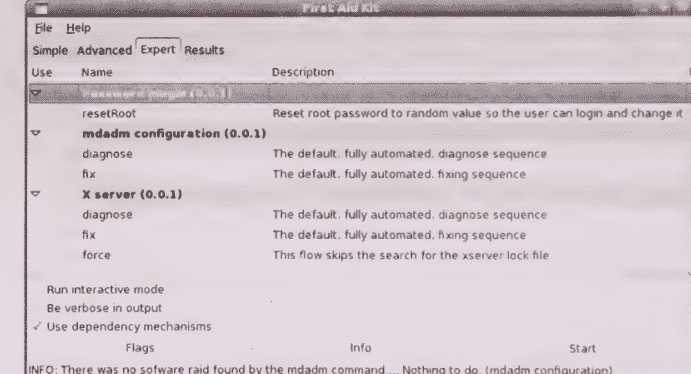 First Aid Kit
File Help
Simple Advanced Expert Results
Use Name Description
Password plugin (0.0.1)
resetRoot Reset root password to random value so the user can login and change it
mdadm configuration (0.0.1)
diagnose The default, fully automated, diagnose sequence
fix The default, fully automated, fixing sequence
X server (0.0.1)
diagnose The default, fully automated, diagnose sequence
fix The default, fully automated, fixing sequence
force This flow skips the search for the xserver lock file
Run interactive mode
Be verbose in output
Use dependency mechanisms
Flags Info Start
INFO: There was no sofware raid found by the mdadm command.... Nothing to do. (mdadm configuration)